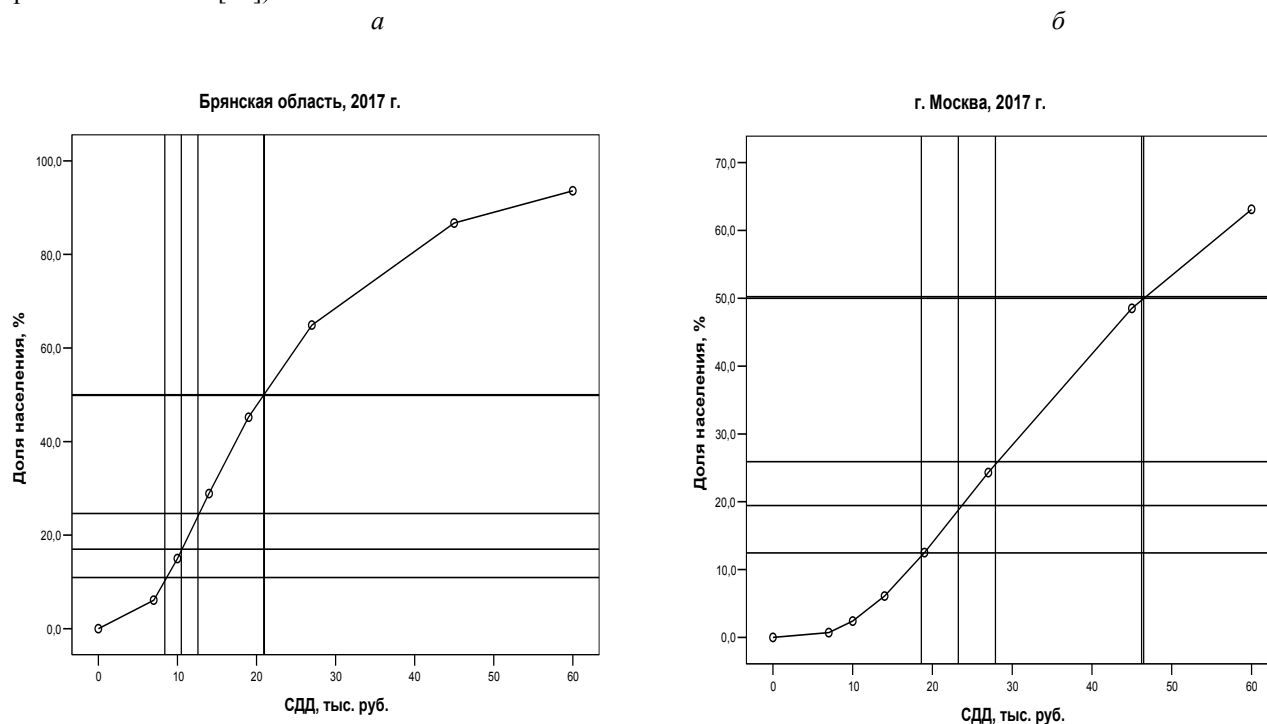 а
б
Брянская область, 2017 г.
г. Москва, 2017 г.
Доля населения, %
100,0
80,0
60,0
40,0
20,0
0,0
0 10 20 30 40 50 60
СДД, тыс. руб.
Доля населения, %
70,0
60,0
50,0
40,0
30,0
20,0
10,0
0,0
0 10 20 30 40 50 60
СДД, тыс. руб.